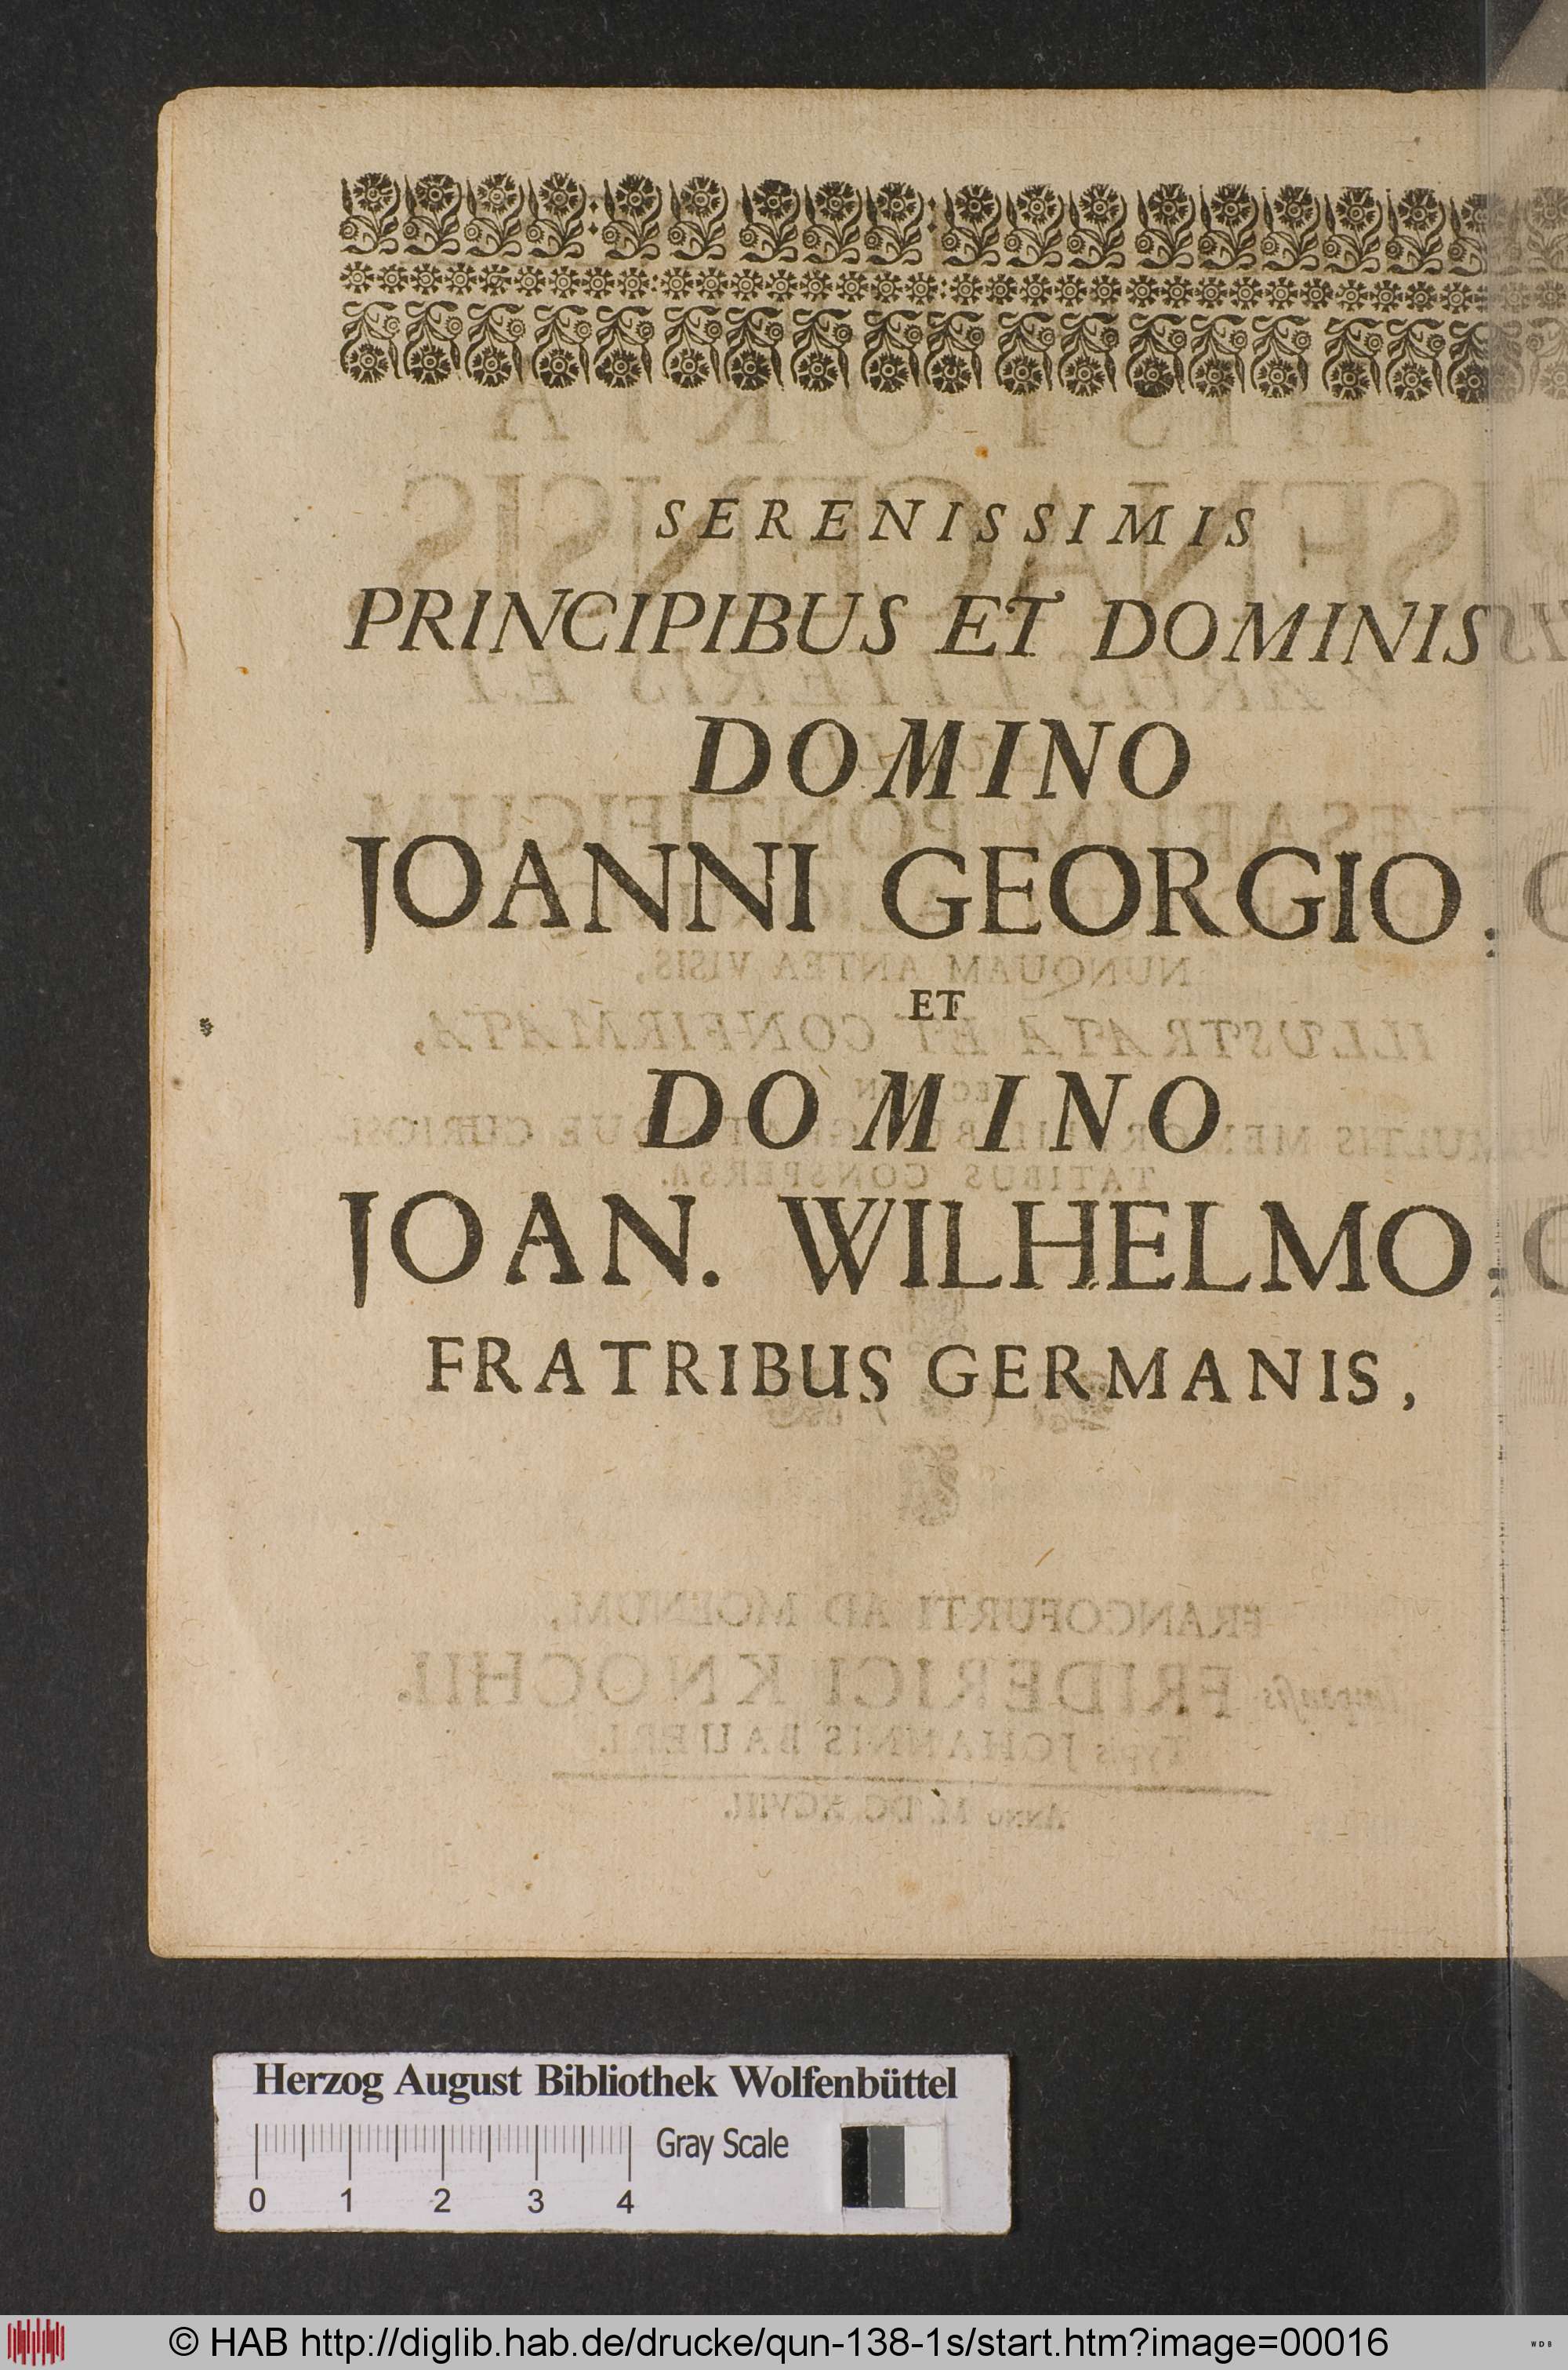 SERENISSIMIS
PRINCIPIBUS ET DOMINIS
DOMINO
JOANNI GEORGIO
ET
DOMINO
JOAN. WILHELMO
FRATRIBUS GERMANIS,
Herzog August Bibliothek Wolfenbüttel
Gray Scale
0 1 2 3 4
© HAB http://diglib.hab.de/drucke/qun-138-1s/start.htm?image=00016
WDB